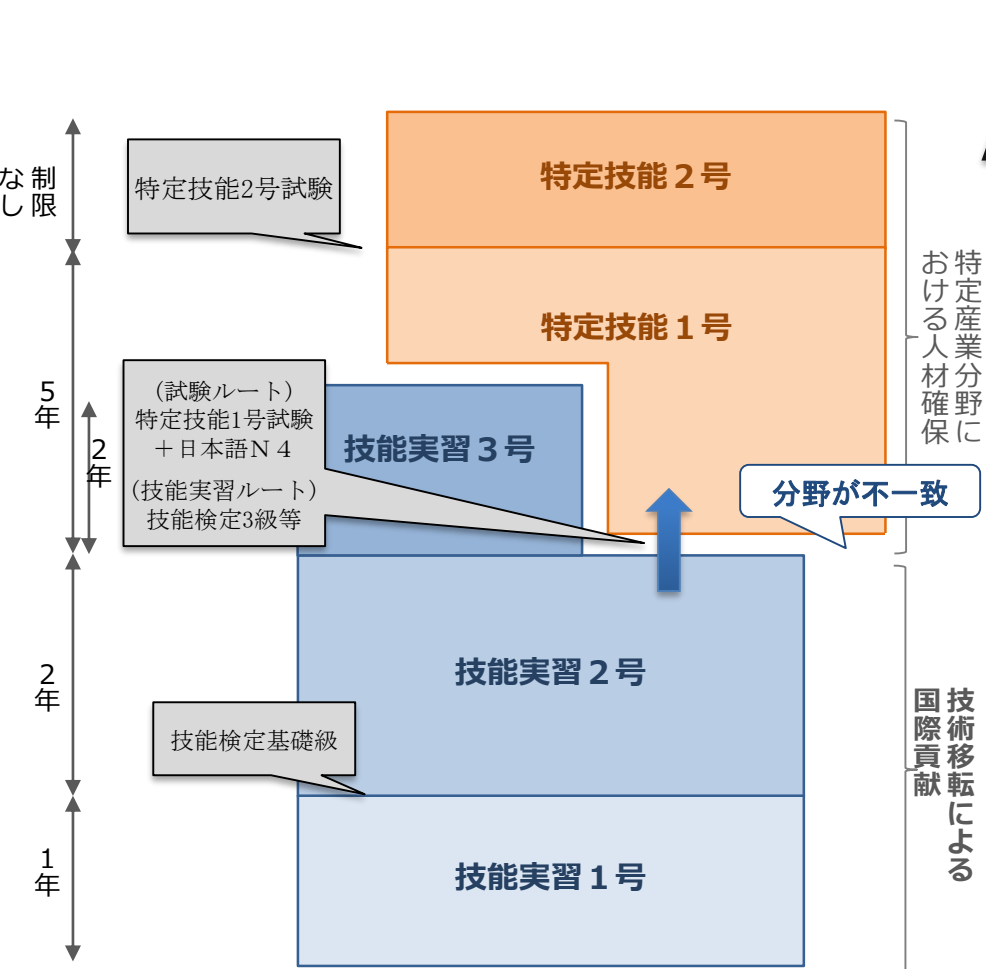 特定技能２号
特定技能2号試験
制限
なし
特定技能１号
特定産業分野に
おける人材確保
5
年
2
年
（試験ルート）
特定技能1号試験
＋日本語Ｎ４
（技能実習ルート）
技能検定3級等
技能実習３号
分野が不一致
技能実習２号
2
年
技能検定基礎級
技術移転による
国際貢献
1
年
技能実習１号